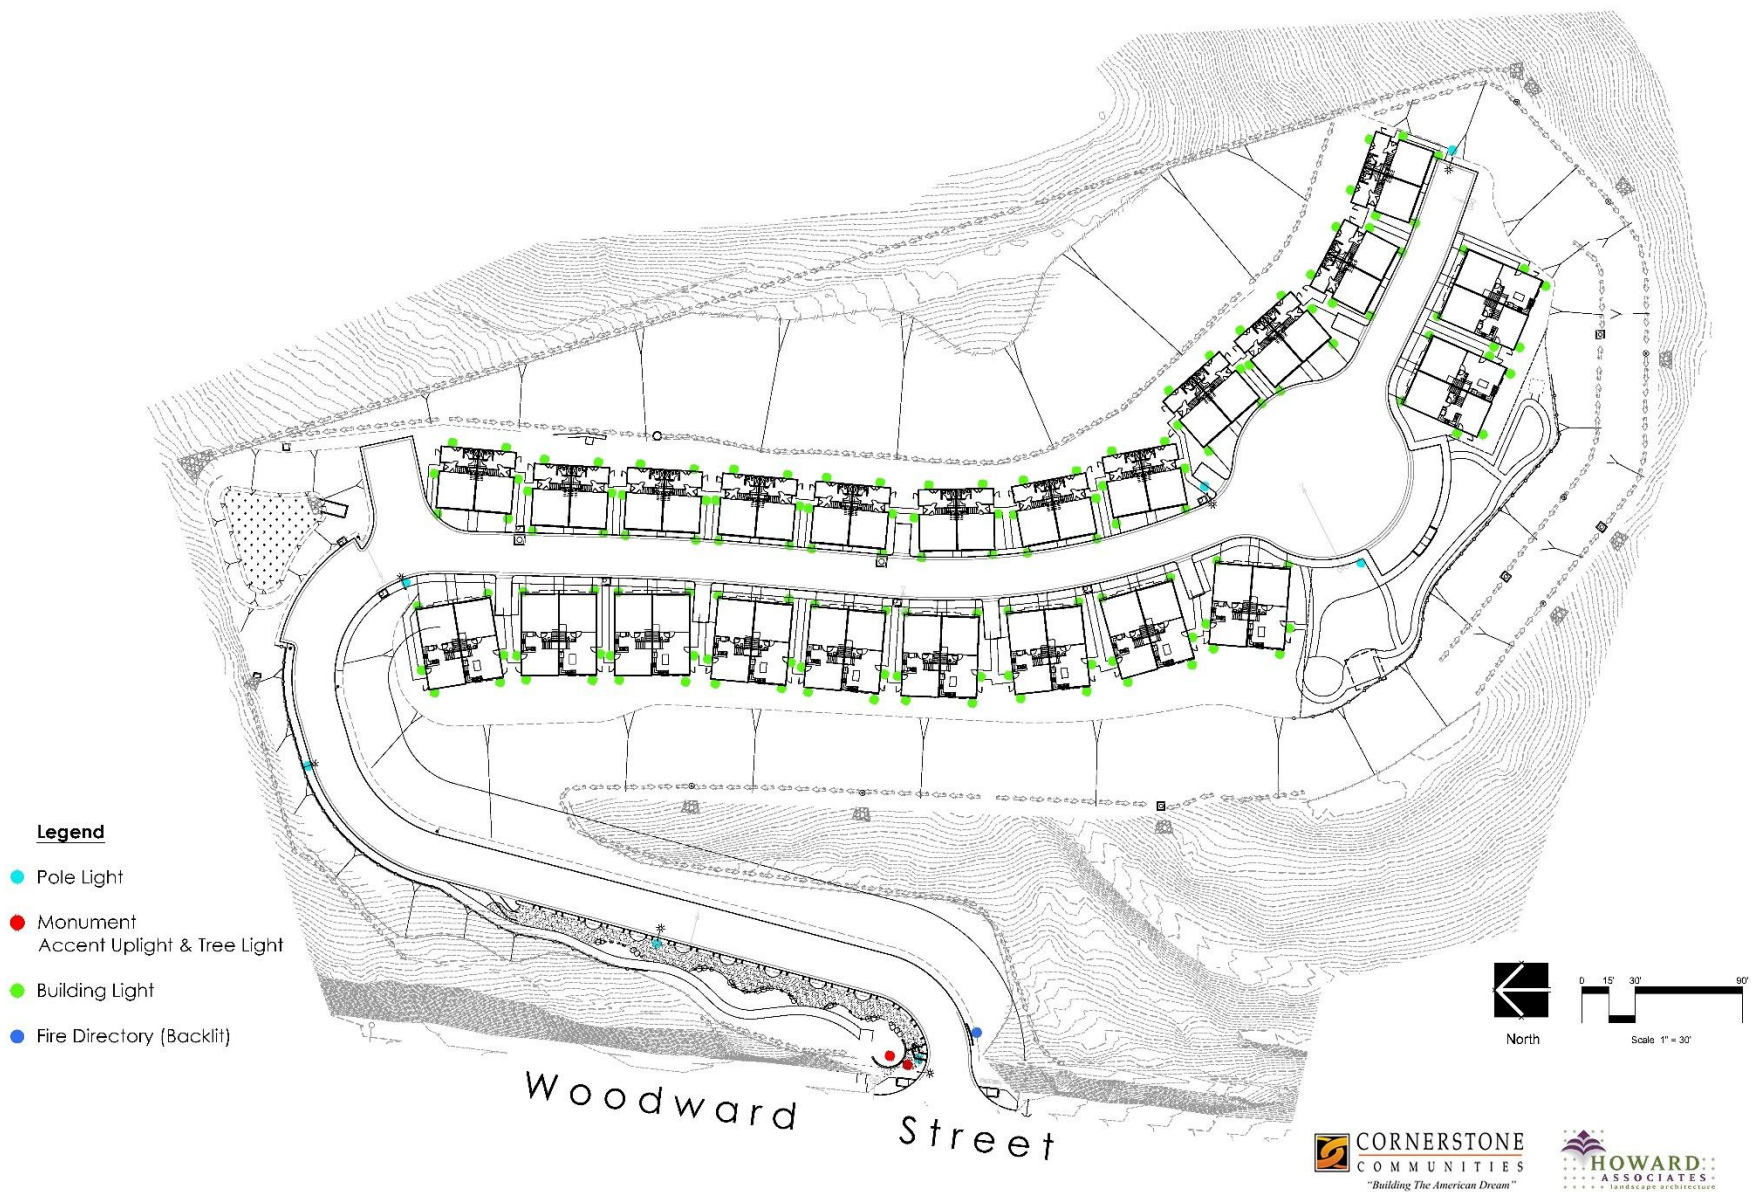 Legend
Pole Light
Monument
Accent Uplight & Tree Light
Building Light
Fire Directory (Backlit)
Woodward Street
North
0 15' 30' 90'
Scale 1" = 30'
CORNERSTONE
COMMUNITIES
"Building The American Dream"
HOWARD
ASSOCIATES
landscape architecture